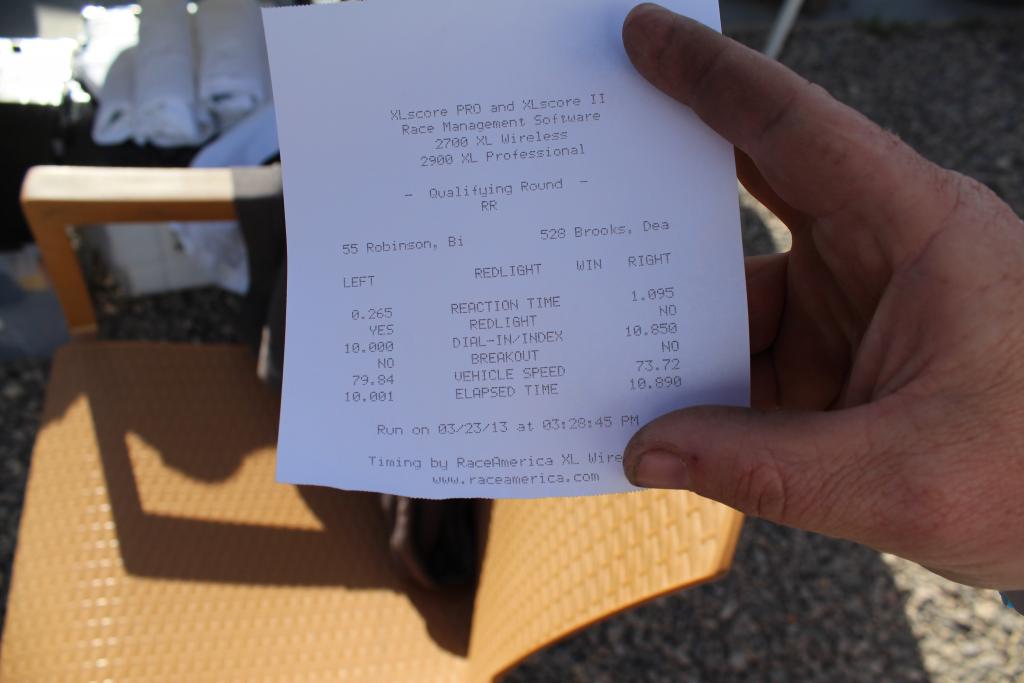 XLscore PRO and XLscore II
Race Management Software
2700 XL Wireless
2900 XL Professional
- Qualifying Round -
RR
55 Robinson, Bi 528 Brooks, Dea
LEFT REDLIGHT WIN RIGHT
0.265 REACTION TIME 1.095
YES REDLIGHT NO
10.000 DIAL-IN/INDEX 10.850
NO BREAKOUT NO
79.84 VEHICLE SPEED 73.72
10.001 ELAPSED TIME 10.890
Run on 03/23/13 at 03:28:45 PM
Timing by RaceAmerica XL Wire
www.raceamerica.com